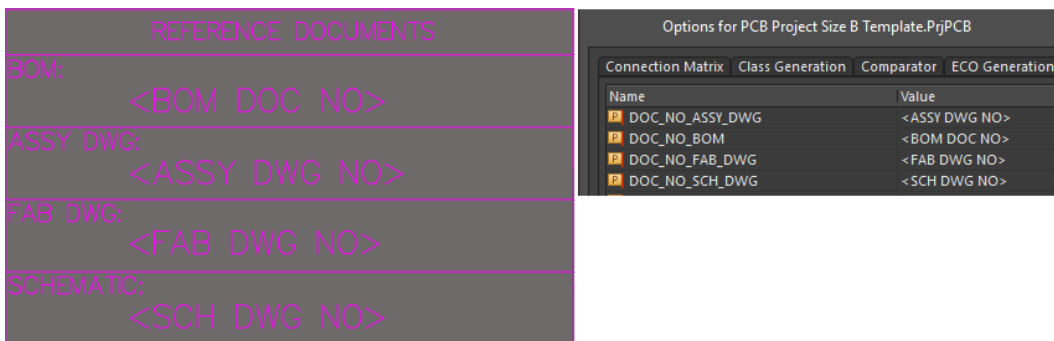 REFERENCE DOCUMENTS
BOM:
<BOM DOC NO>
ASSY DWG:
<ASSY DWG NO>
FAB DWG:
<FAB DWG NO>
SCHEMATIC:
<SCH DWG NO>
Options for PCB Project Size B Template.PrjPCB
Connection Matrix Class Generation Comparator ECO Generation
Name Value
DOC_NO_ASSY_DWG <ASSY DWG NO>
DOC_NO_BOM <BOM DOC NO>
DOC_NO_FAB_DWG <FAB DWG NO>
DOC_NO_SCH_DWG <SCH DWG NO>